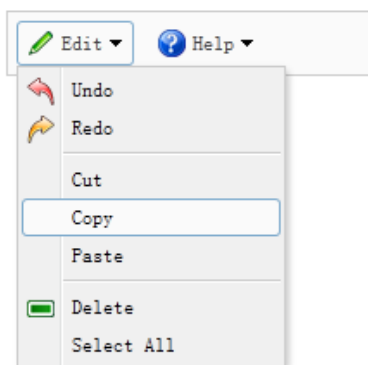 Edit Help
Undo
Redo
Cut
Copy
Paste
Delete
Select All